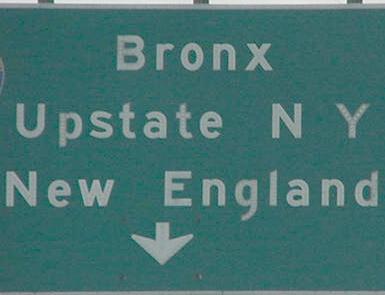 Bronx
Upstate N Y
New England